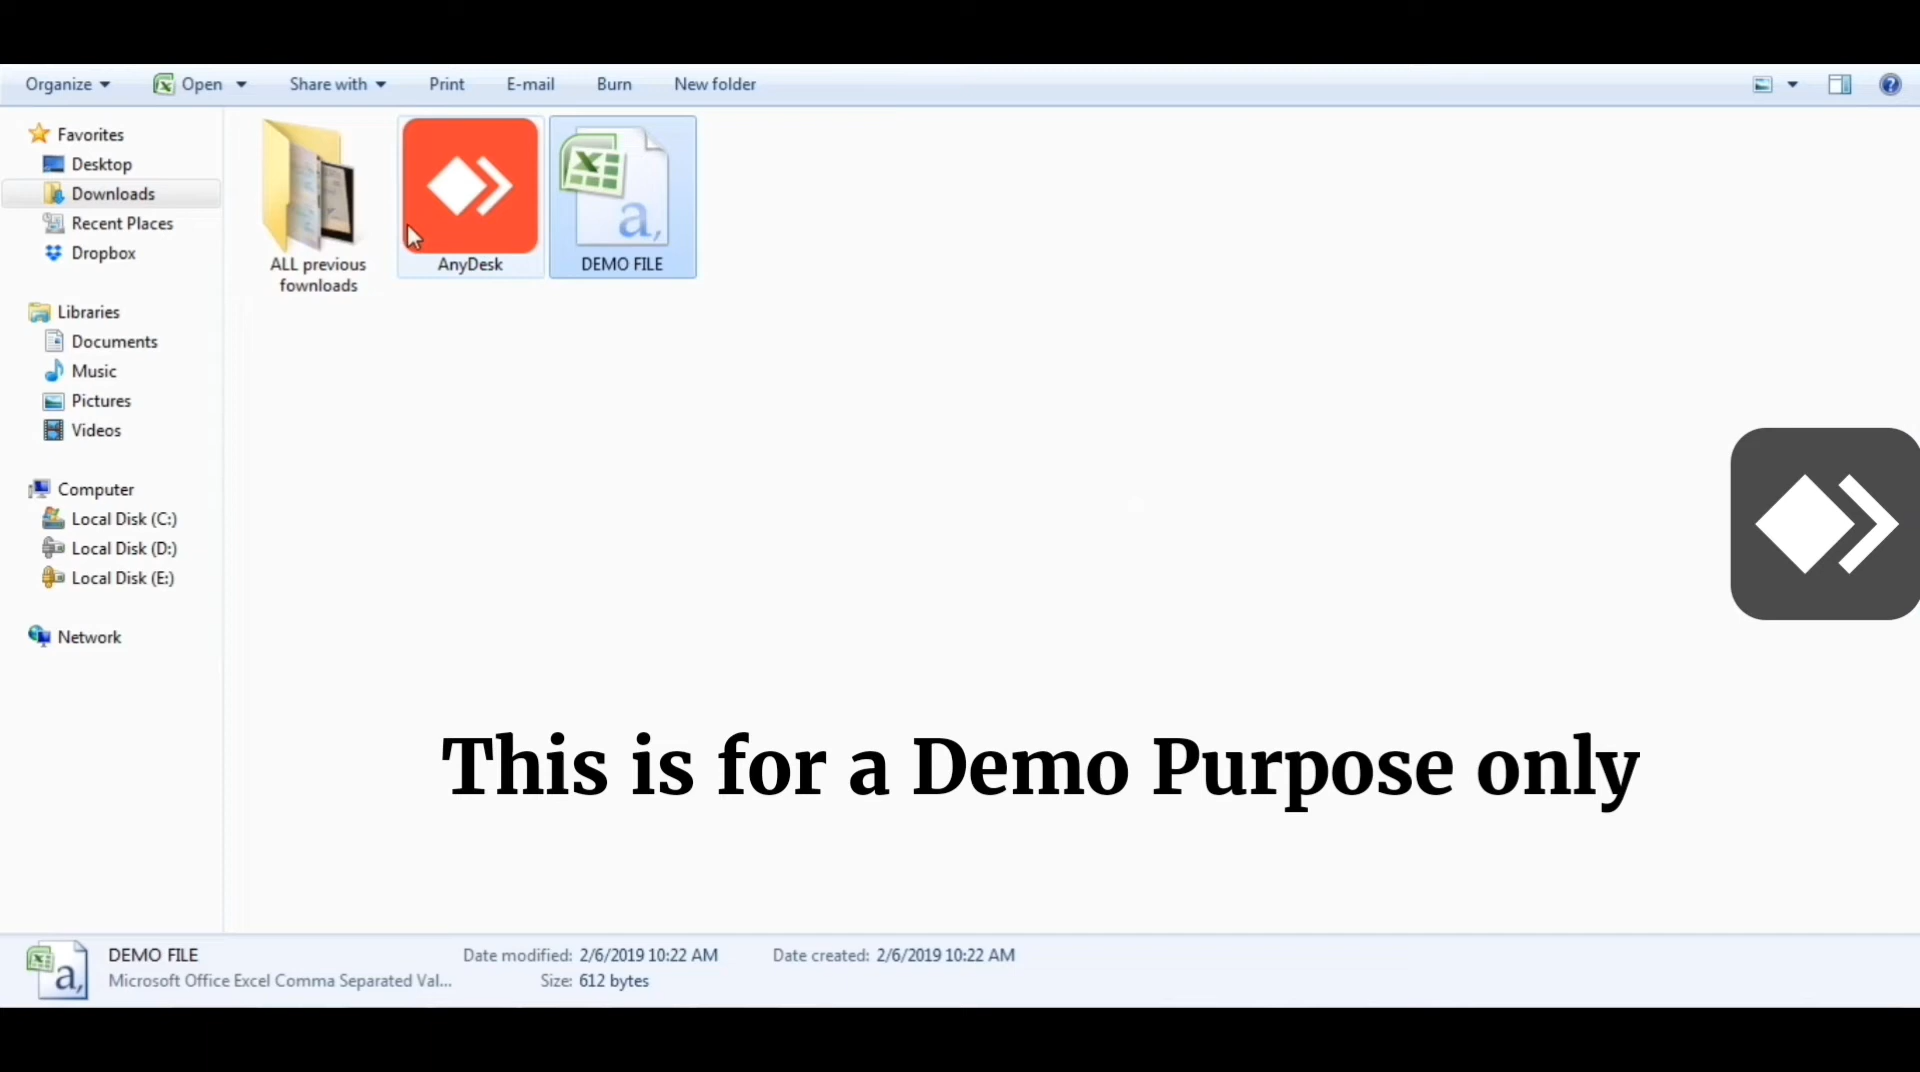 Organize
Open
Share with
Print
E-mail
Burn
New folder
Favorites
Desktop
Downloads
Recent Places
Dropbox
Libraries
Documents
Music
Pictures
Videos
Computer
Local Disk (C:)
Local Disk (D:)
Local Disk (E:)
Network
ALL previous
fownloads
AnyDesk
a,
DEMO FILE
This is for a Demo Purpose only
a,
DEMO FILE
Date modified: 2/6/2019 10:22 AM
Date created: 2/6/2019 10:22 AM
Microsoft Office Excel Comma Separated Val...
Size: 612 bytes